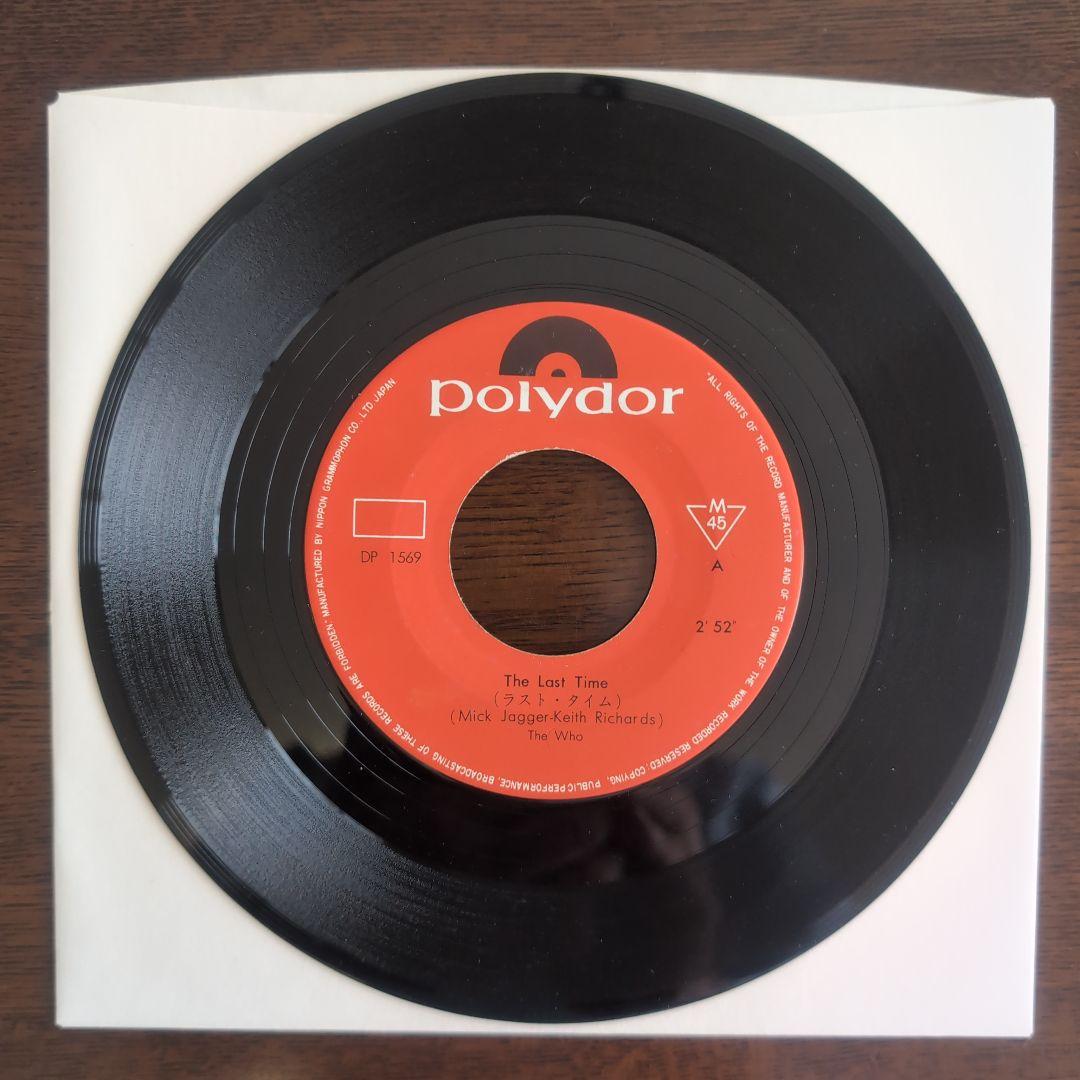 polydor
M
45
DP 1569
A
2' 52"
The Last Time
(ラスト・タイム)
(Mick Jagger-Keith Richards)
The Who
·ALL RIGHTS OF THE RECORD MANUFACTURER AND OF THE OWNER OF THE WORK RECORDED RESERVED. COPYING, PUBLIC PERFORMANCE, BROADCASTING OF THESE RECORDS ARE FORBIDDEN· MANUFACTURED BY NIPPON GRAMMOPHON CO., LTD. JAPAN